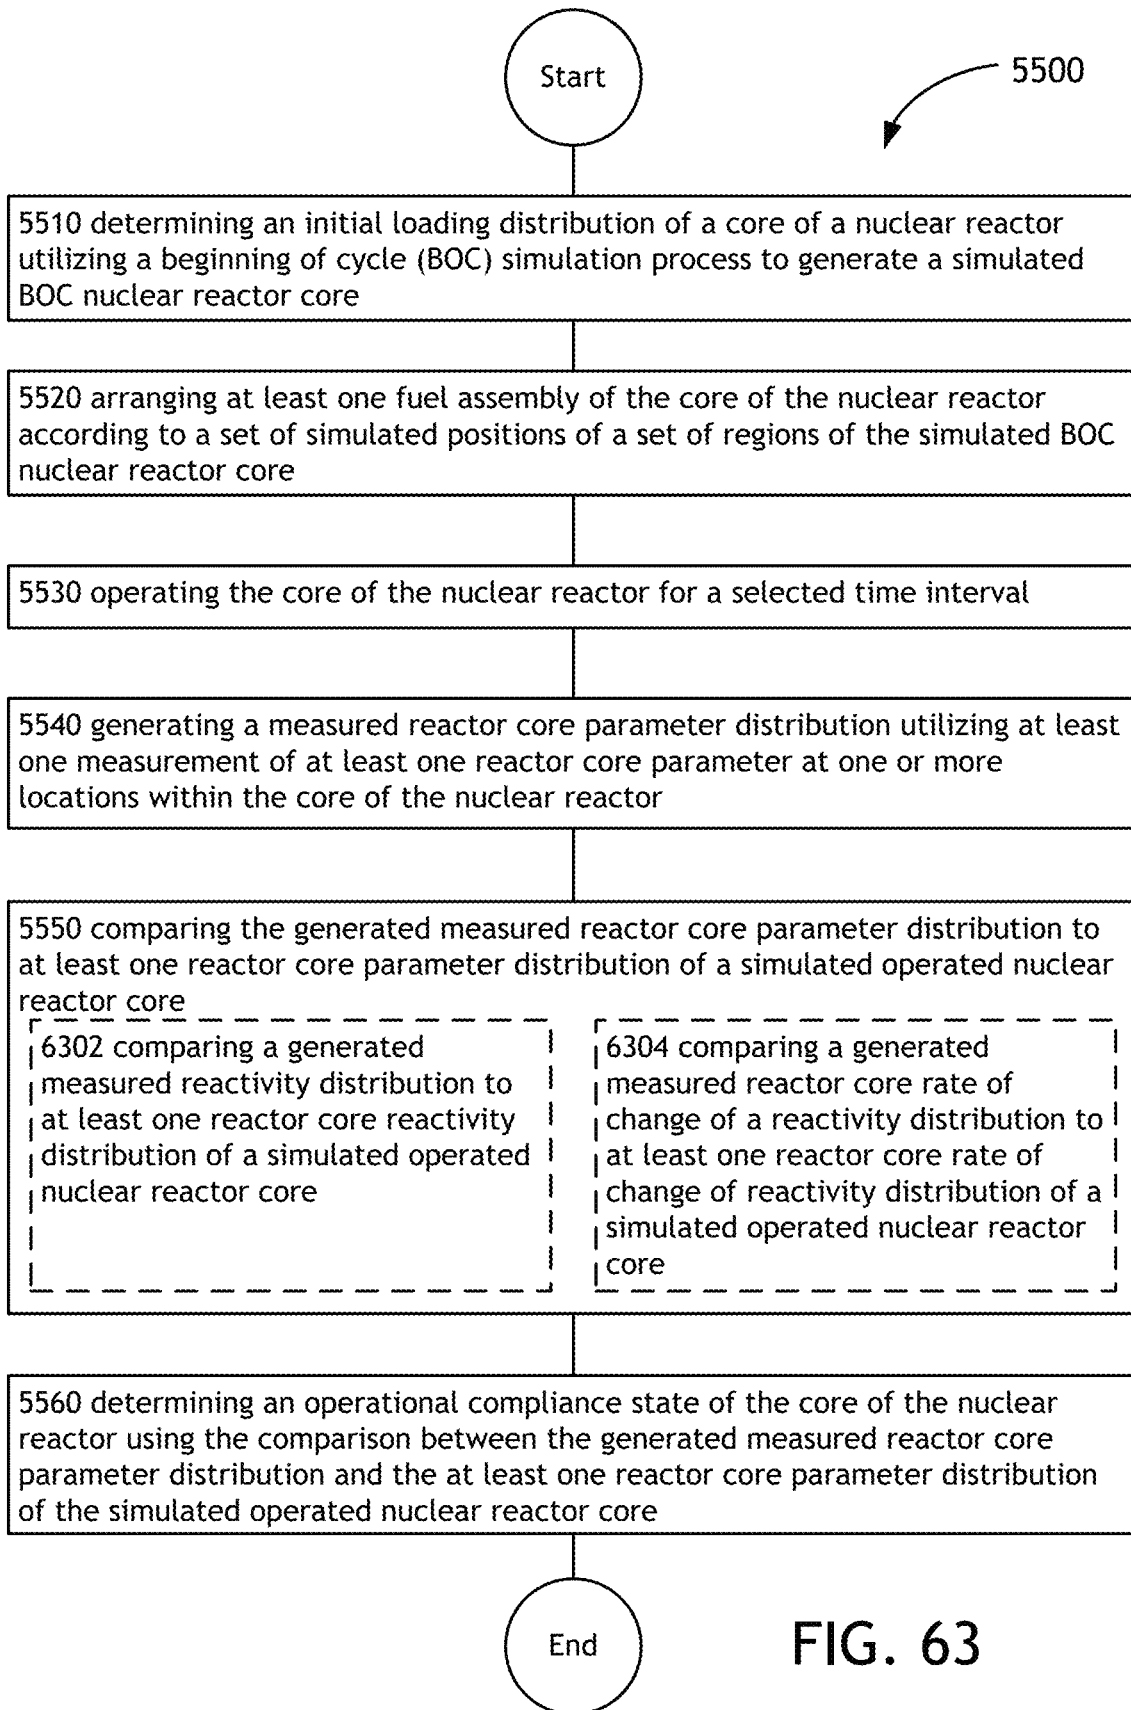 Start
5500
5510 determining an initial loading distribution of a core of a nuclear reactor
utilizing a beginning of cycle (BOC) simulation process to generate a simulated
BOC nuclear reactor core
5520 arranging at least one fuel assembly of the core of the nuclear reactor
according to a set of simulated positions of a set of regions of the simulated BOC
nuclear reactor core
5530 operating the core of the nuclear reactor for a selected time interval
5540 generating a measured reactor core parameter distribution utilizing at least
one measurement of at least one reactor core parameter at one or more
locations within the core of the nuclear reactor
5550 comparing the generated measured reactor core parameter distribution to
at least one reactor core parameter distribution of a simulated operated nuclear
reactor core
6302 comparing a generated
measured reactivity distribution to
at least one reactor core reactivity
distribution of a simulated operated
nuclear reactor core
6304 comparing a generated
measured reactor core rate of
change of a reactivity distribution to
at least one reactor core rate of
change of reactivity distribution of a
simulated operated nuclear reactor
core
5560 determining an operational compliance state of the core of the nuclear
reactor using the comparison between the generated measured reactor core
parameter distribution and the at least one reactor core parameter distribution
of the simulated operated nuclear reactor core
End
FIG. 63